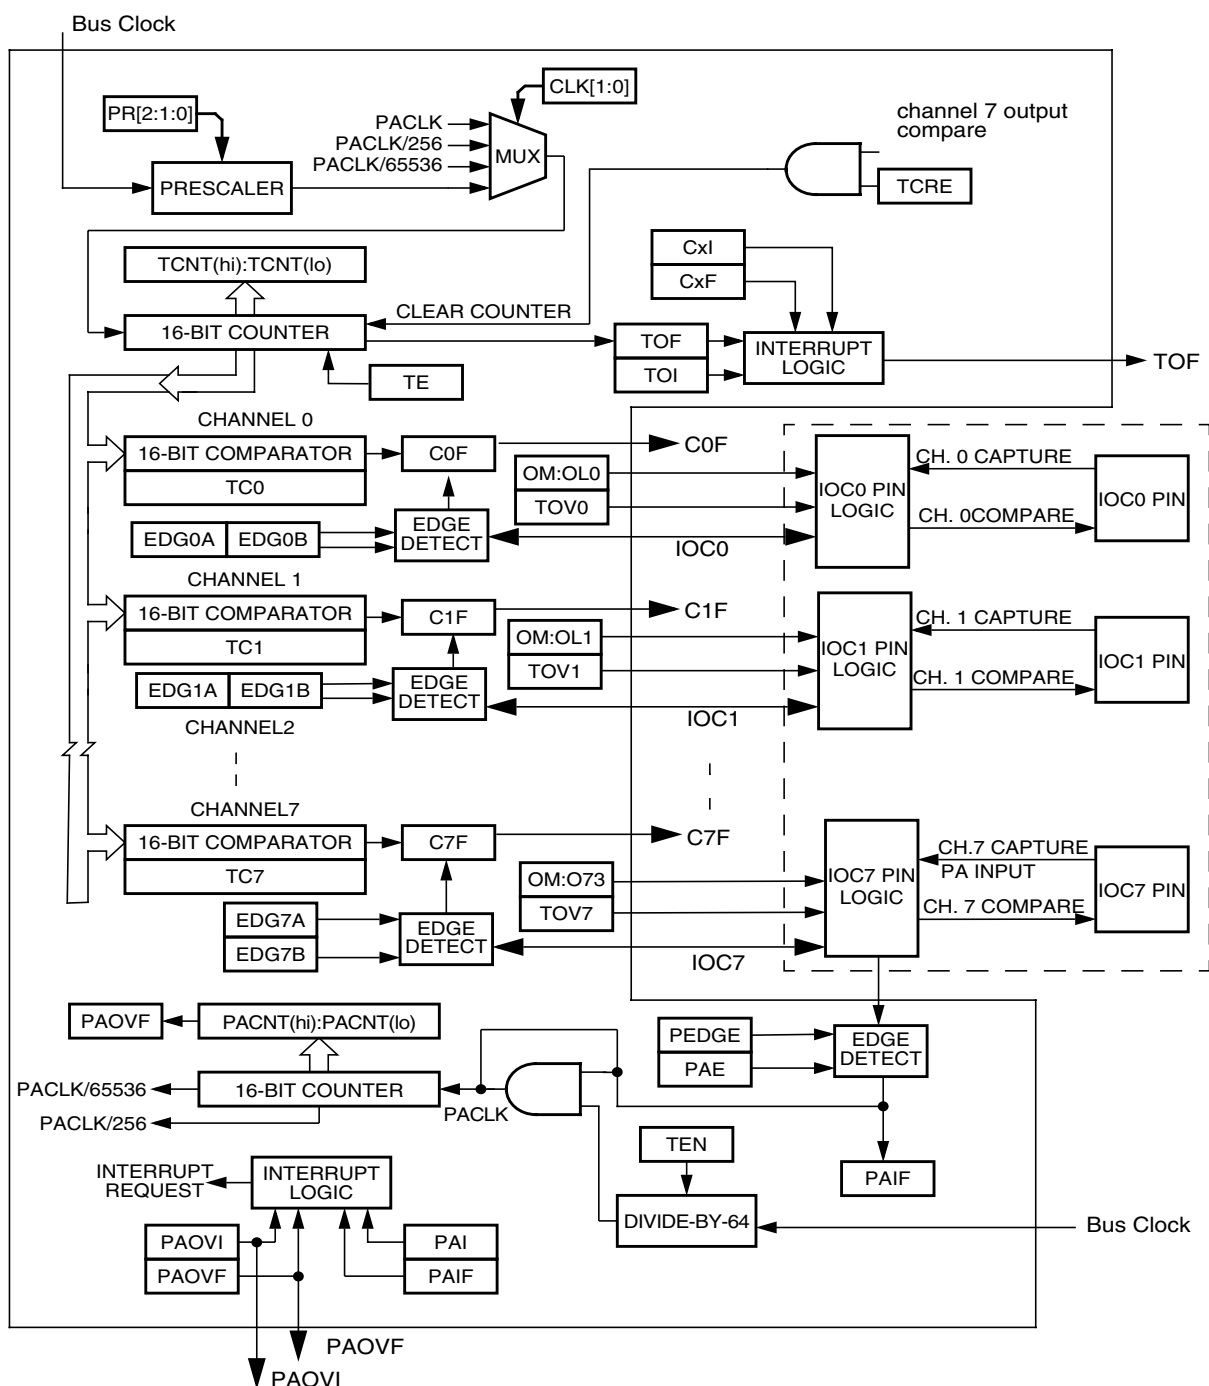 Bus Clock
PR[2:1:0]
CLK[1:0]
PACLK
PACLK/256
PACLK/65536
MUX
PRESCALER
channel 7 output
compare
TCRE
TCNT(hi):TCNT(lo)
CxI
CxF
CLEAR COUNTER
16-BIT COUNTER
TOF
TOI
INTERRUPT
LOGIC
TOF
TE
CHANNEL 0
16-BIT COMPARATOR
TC0
C0F
C0F
OM:OL0
TOV0
EDG0A
EDG0B
EDGE
DETECT
IOC0
IOC0 PIN
LOGIC
CH. 0 CAPTURE
CH. 0COMPARE
IOC0 PIN
CHANNEL 1
16-BIT COMPARATOR
TC1
C1F
C1F
OM:OL1
TOV1
EDG1A
EDG1B
EDGE
DETECT
IOC1
IOC1 PIN
LOGIC
CH. 1 CAPTURE
CH. 1 COMPARE
IOC1 PIN
CHANNEL2
CHANNEL7
16-BIT COMPARATOR
TC7
C7F
C7F
OM:O73
TOV7
EDG7A
EDG7B
EDGE
DETECT
IOC7
IOC7 PIN
LOGIC
CH.7 CAPTURE
PA INPUT
CH. 7 COMPARE
IOC7 PIN
PAOVF
PACNT(hi):PACNT(lo)
PEDGE
PAE
EDGE
DETECT
PACLK/65536
16-BIT COUNTER
PACLK
PACLK/256
TEN
PAIF
INTERRUPT
REQUEST
INTERRUPT
LOGIC
DIVIDE-BY-64
Bus Clock
PAOVI
PAOVF
PAI
PAIF
PAOVF
PAOVI